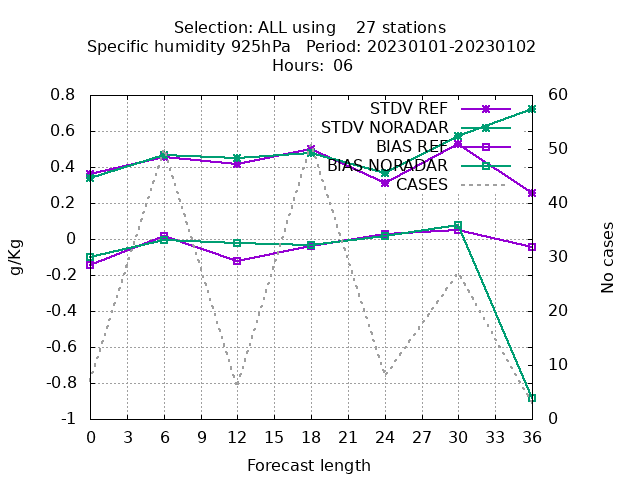 Selection: ALL using    27 stations
Specific humidity 925hPa   Period: 20230101-20230102
Hours:  06
STDV REF
STDV NORADAR
BIAS REF
BIAS NORADAR
CASES
0.8
0.6
0.4
0.2
0
-0.2
-0.4
-0.6
-0.8
-1
g/Kg
60
50
40
30
20
10
0
No cases
0 3 6 9 12 15 18 21 24 27 30 33 36
Forecast length